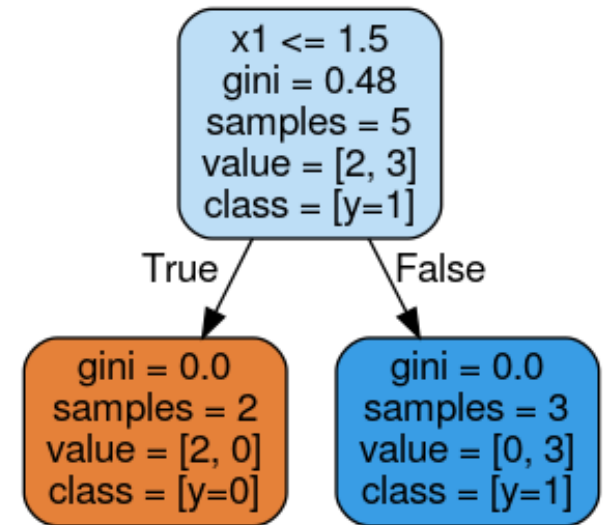 x1 <= 1.5
gini = 0.48
samples = 5
value = [2, 3]
class = [y=1]
True
False
gini = 0.0
samples = 2
value = [2, 0]
class = [y=0]
gini = 0.0
samples = 3
value = [0, 3]
class = [y=1]